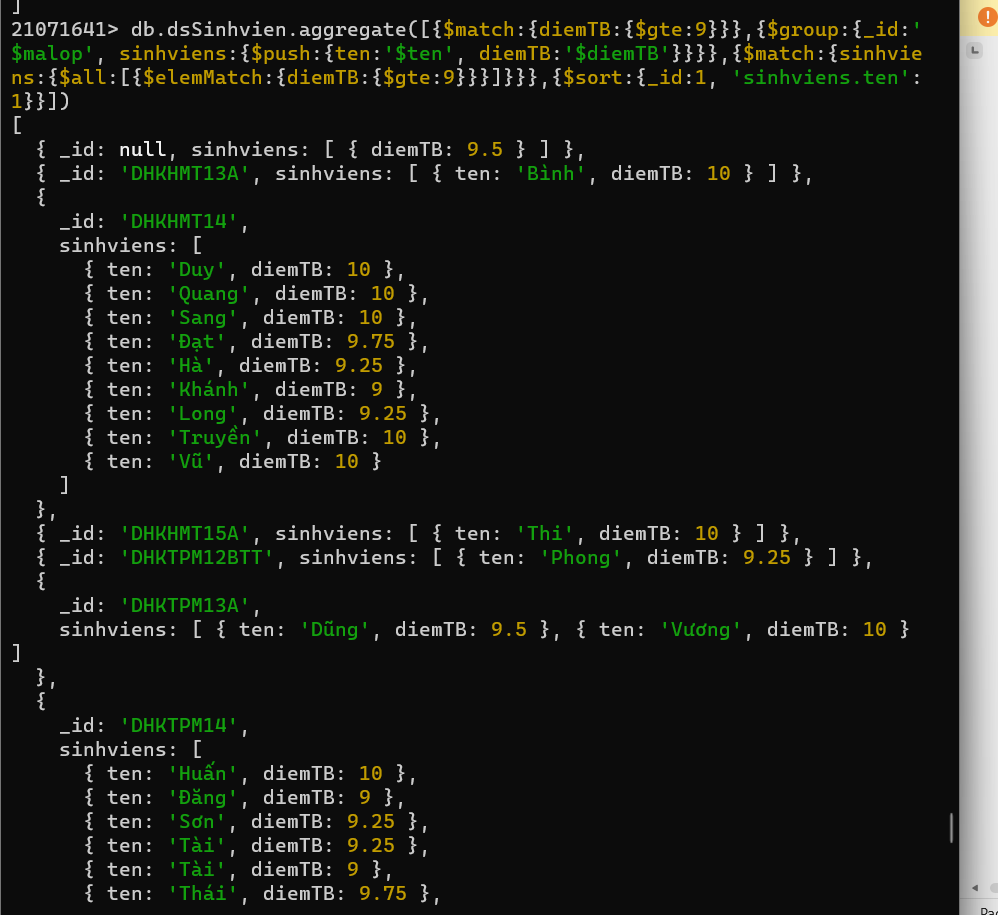 ]
21071641> db.dsSinhvien.aggregate([{$match:{diemTB:{$gte:9}}},{$group:{_id:'
$malop', sinhviens:{$push:{ten:'$ten', diemTB:'$diemTB'}}}},{$match:{sinhvie
ns:{$all:[{$elemMatch:{diemTB:{$gte:9}}}]}}},{$sort:{_id:1, 'sinhviens.ten':
1}}])
[
  { _id: null, sinhviens: [ { diemTB: 9.5 } ] },
  { _id: 'DHKHMT13A', sinhviens: [ { ten: 'Bình', diemTB: 10 } ] },
  {
    _id: 'DHKHMT14',
    sinhviens: [
      { ten: 'Duy', diemTB: 10 },
      { ten: 'Quang', diemTB: 10 },
      { ten: 'Sang', diemTB: 10 },
      { ten: 'Đạt', diemTB: 9.75 },
      { ten: 'Hà', diemTB: 9.25 },
      { ten: 'Khánh', diemTB: 9 },
      { ten: 'Long', diemTB: 9.25 },
      { ten: 'Truyền', diemTB: 10 },
      { ten: 'Vũ', diemTB: 10 }
    ]
  },
  { _id: 'DHKHMT15A', sinhviens: [ { ten: 'Thi', diemTB: 10 } ] },
  { _id: 'DHKTPM12BTT', sinhviens: [ { ten: 'Phong', diemTB: 9.25 } ] },
  {
    _id: 'DHKTPM13A',
    sinhviens: [ { ten: 'Dũng', diemTB: 9.5 }, { ten: 'Vương', diemTB: 10 }
]
  },
  {
    _id: 'DHKTPM14',
    sinhviens: [
      { ten: 'Huấn', diemTB: 10 },
      { ten: 'Đăng', diemTB: 9 },
      { ten: 'Sơn', diemTB: 9.25 },
      { ten: 'Tài', diemTB: 9.25 },
      { ten: 'Tài', diemTB: 9 },
      { ten: 'Thái', diemTB: 9.75 },